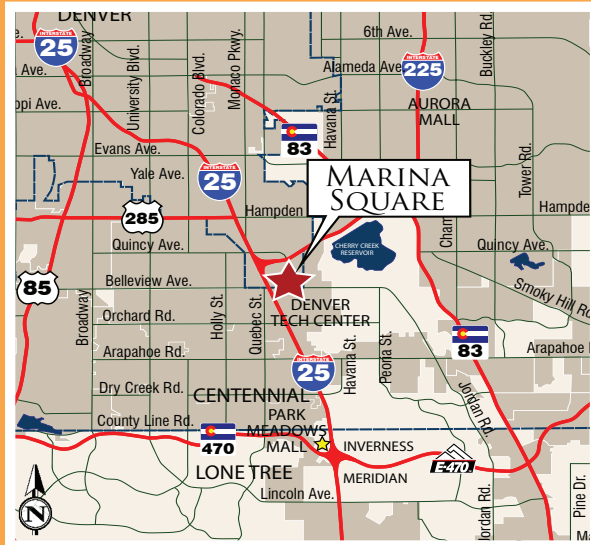 DENVER
6th Ave.
Buckley Rd.
INTERSTATE
25
Broadway
University Blvd.
Colorado Blvd.
Monaco Pkwy.
Havana St.
Alameda Ave
INTERSTATE
225
AURORA
MALL
Ave.
Ave.
83
Evans Ave.
Yale Ave.
INTERSTATE
25
MARINA
SQUARE
Tower Rd.
285
Hampden
Hampde
Quincy Ave.
CHERRY CREEK
RESERVOIR
Quincy Ave.
85
Belleview Ave.
Smoky Hill Rd
Broadway
Orchard Rd.
Holly St.
Quebec St.
DENVER
TECH CENTER
Arapahoe Rd.
Havana St.
Peoria St.
83
Arapahoe
INTERSTATE
25
Dry Creek Rd.
CENTENNIAL
Jordan Rd.
County Line Rd.
PARK
MEADOWS
MALL
470
INVERNESS
LONE TREE
MERIDIAN
E-470
Lincoln Ave.
Jordan Rd.
Pine Dr.
N